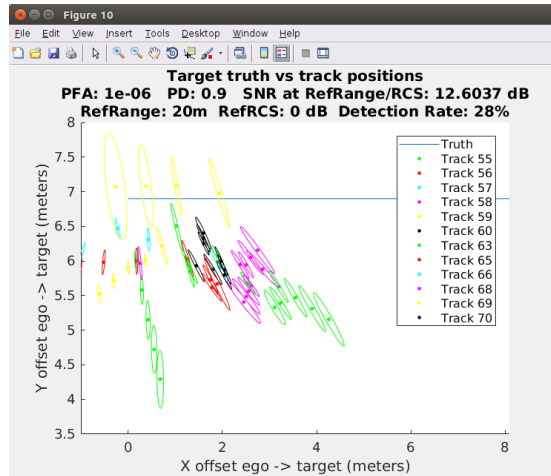 Figure 10
File Edit View Insert Tools Desktop Window Help
Target truth vs track positions
PFA: 1e-06 PD: 0.9 SNR at RefRange/RCS: 12.6037 dB
RefRange: 20m RefRCS: 0 dB Detection Rate: 28%
8
7.5
7
6.5
6
5.5
5
4.5
4
3.5
Y offset ego -> target (meters)
Truth
Track 55
Track 56
Track 57
Track 58
Track 59
Track 60
Track 63
Track 65
Track 66
Track 68
Track 69
Track 70
0 2 4 6 8
X offset ego -> target (meters)